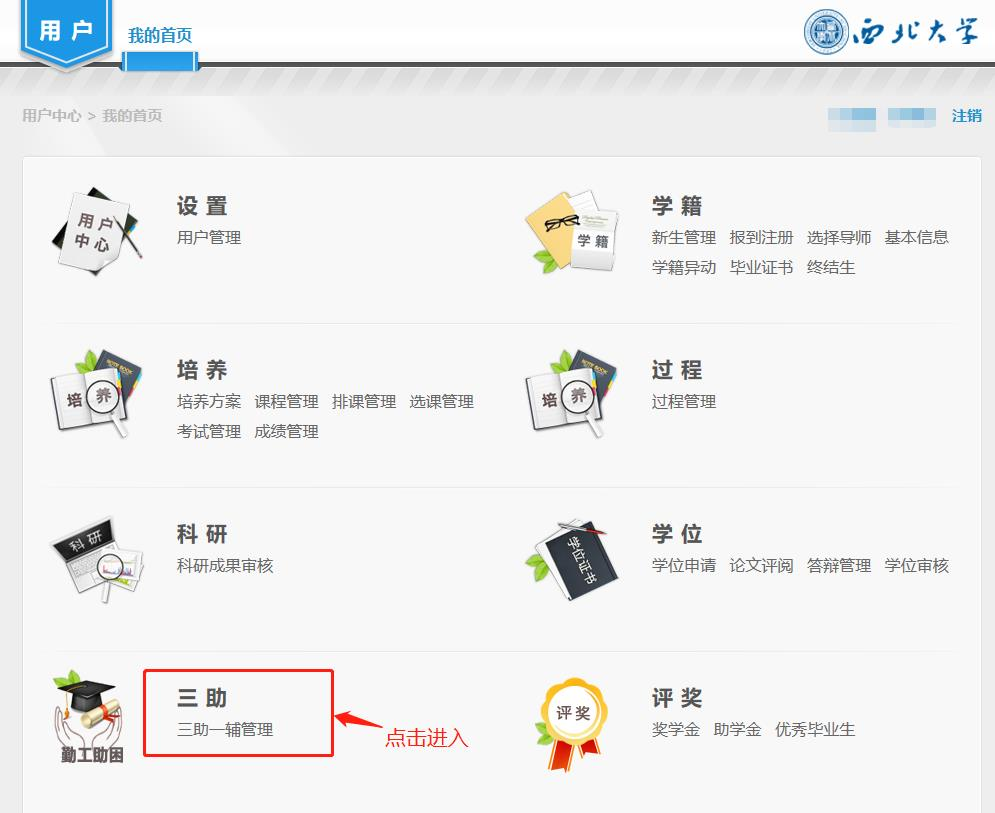 用户
我的首页
西北大学
用户中心 > 我的首页
注销
用户中心
设置
用户管理
学籍
学籍
新生管理 报到注册 选择导师 基本信息
学籍异动 毕业证书 终结生
NOTE BOOK
培养
培养
培养方案 课程管理 排课管理 选课管理
考试管理 成绩管理
NOTE BOOK
培养
过程
过程管理
科研
科研
科研成果审核
学位证书
学位
学位申请 论文评阅 答辩管理 学位审核
勤工助困
三助
三助一辅管理
点击进入
评奖
评奖
奖学金 助学金 优秀毕业生